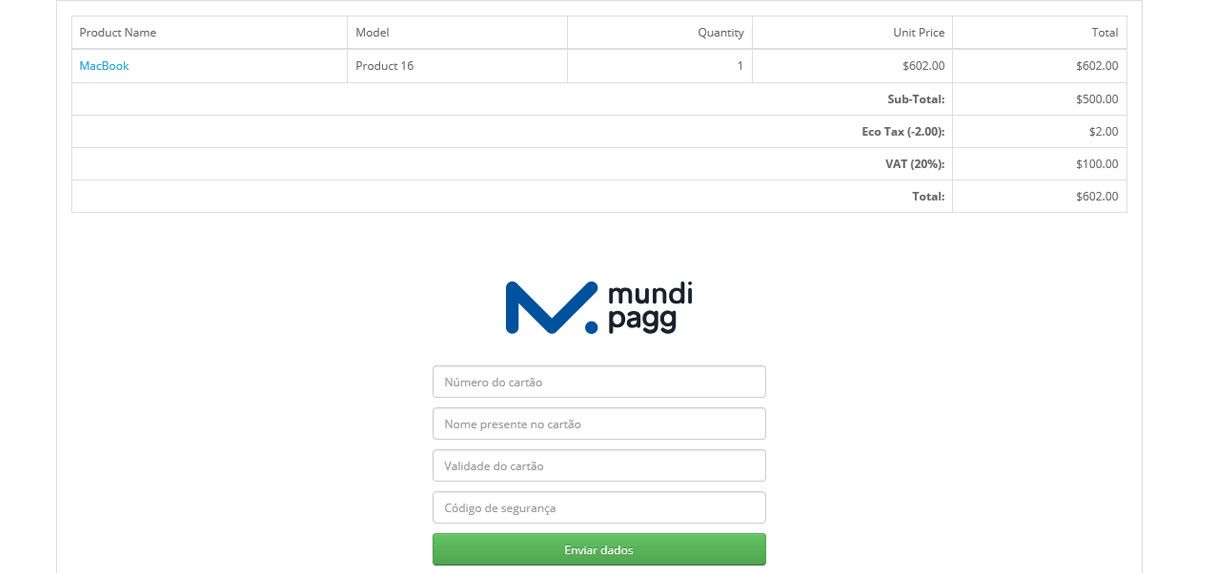 Product Name Model Quantity Unit Price Total
MacBook Product 16 1 $602.00 $602.00
Sub-Total: $500.00
Eco Tax (-2.00): $2.00
VAT (20%): $100.00
Total: $602.00
mundi
pagg
Número do cartão
Nome presente no cartão
Validade do cartão
Código de segurança
Enviar dados